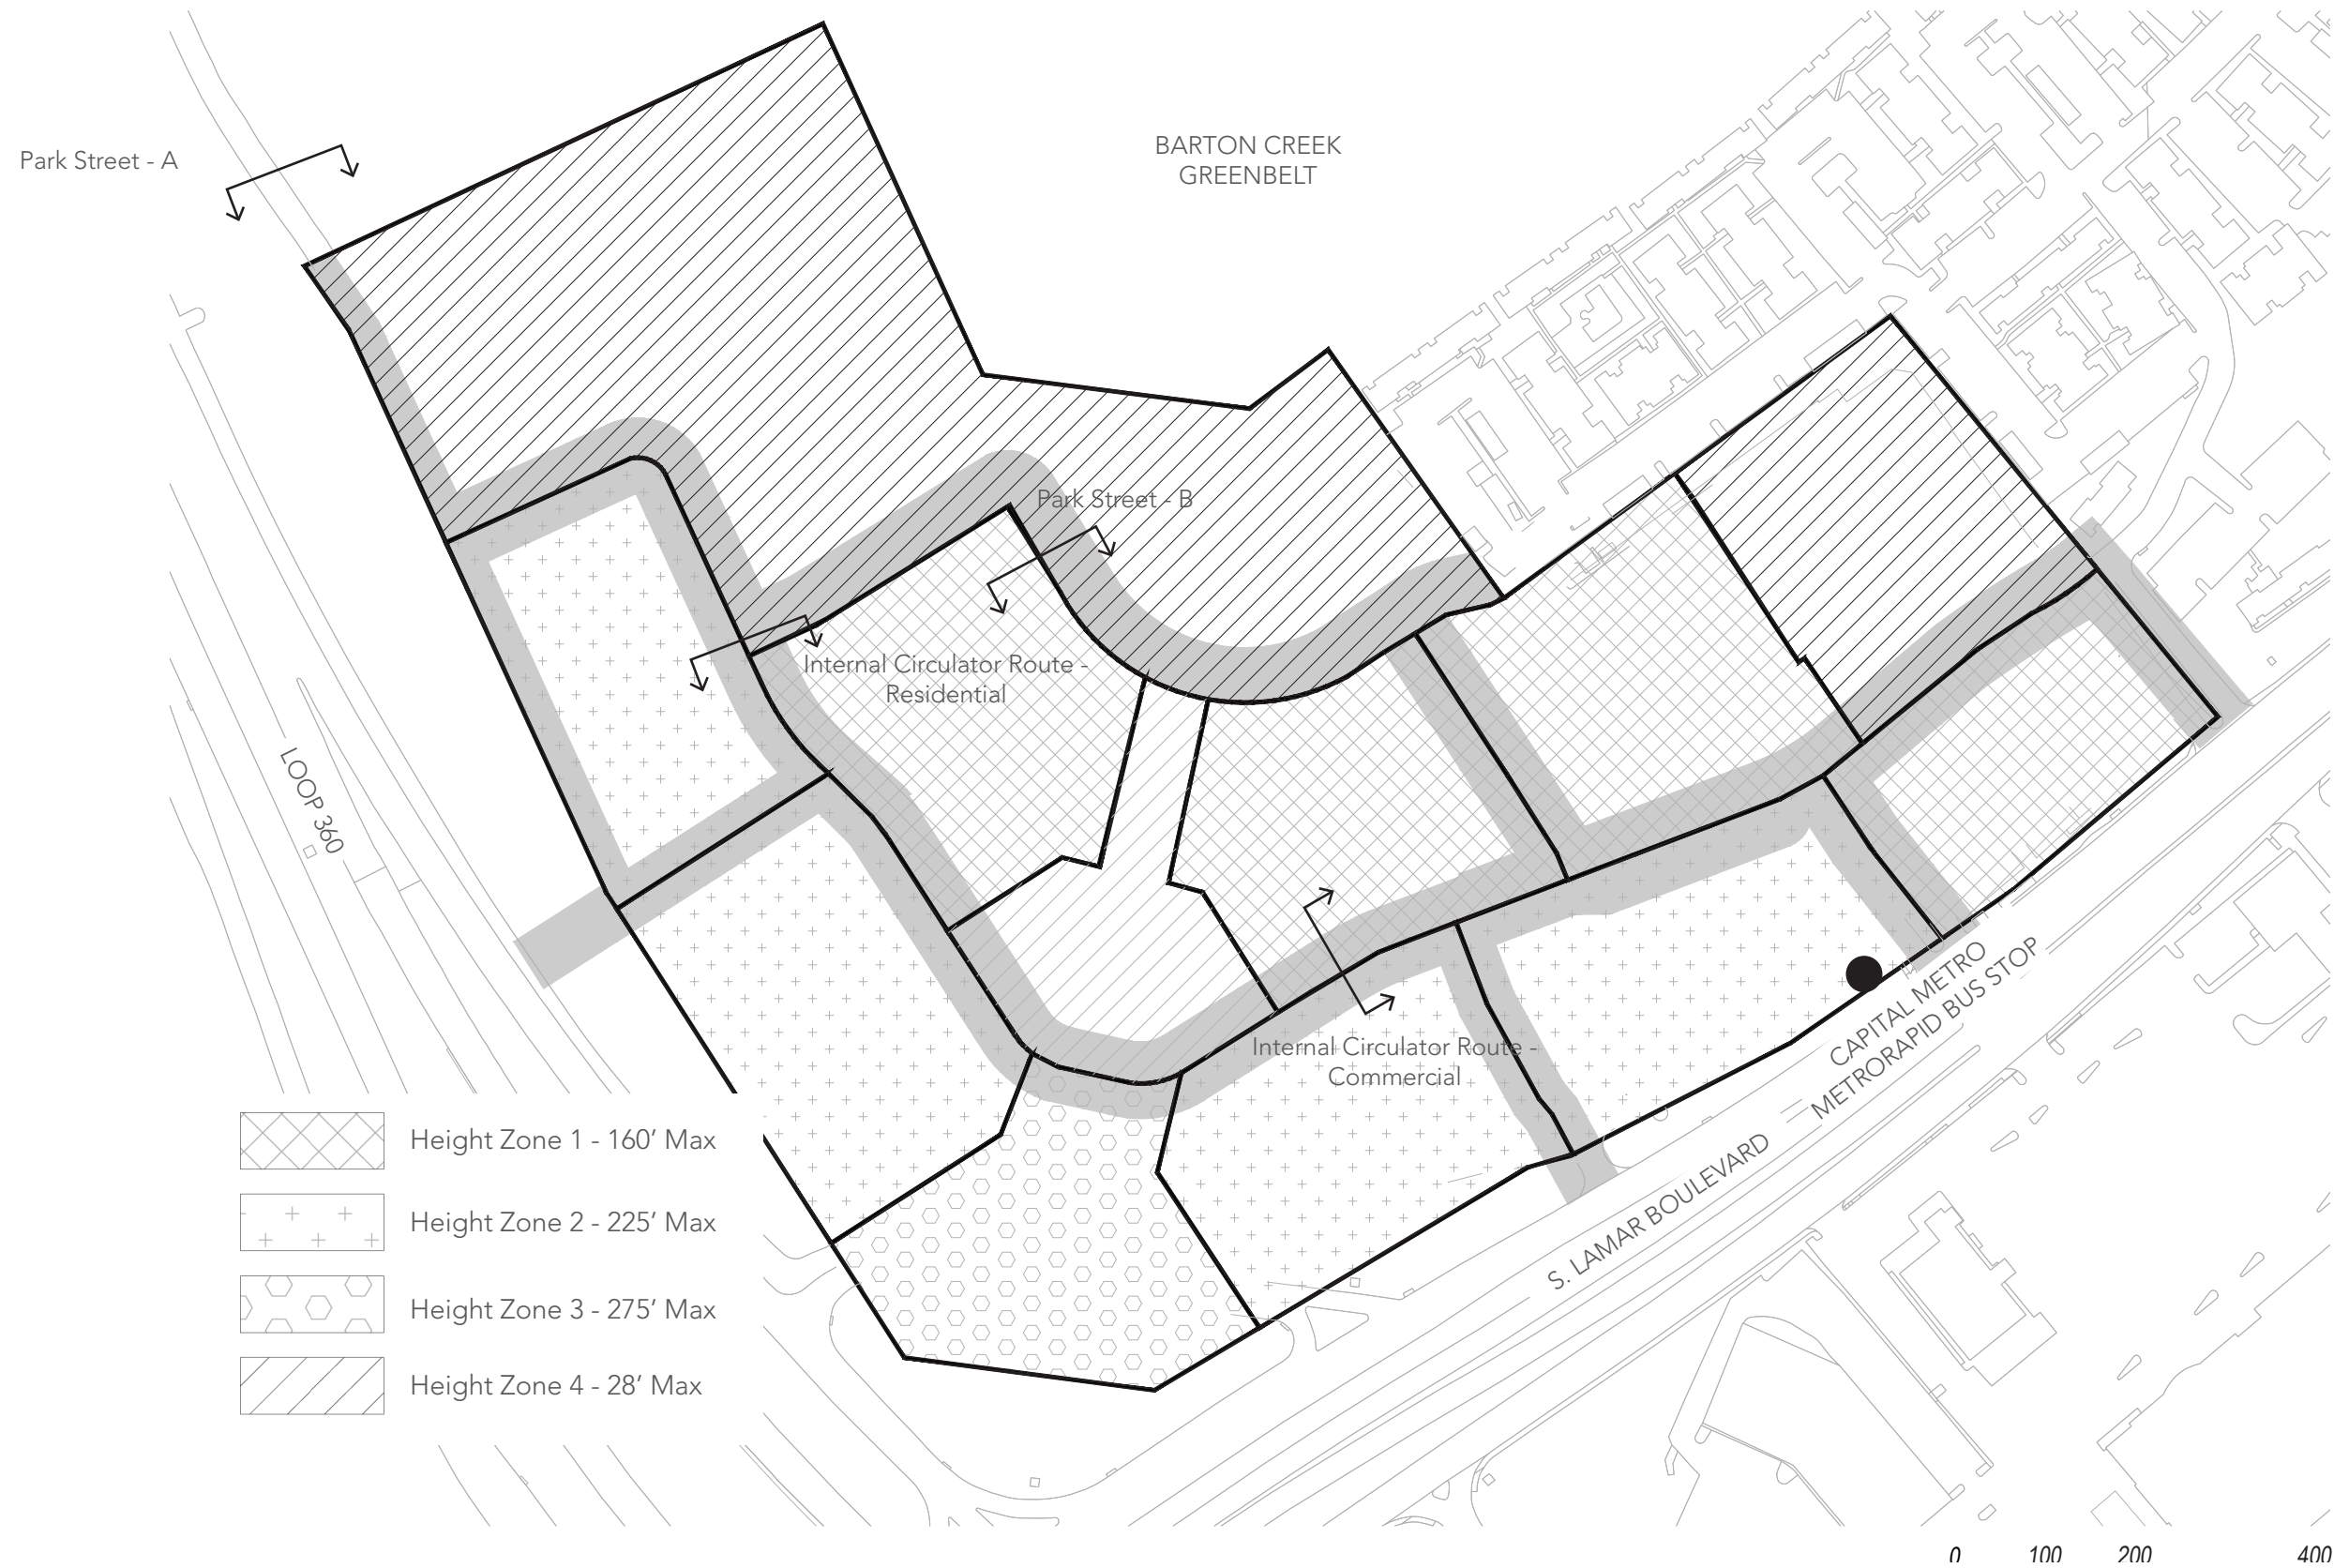 BARTON CREEK
GREENBELT
Park Street - A
Park Street - B
Internal Circulator Route -
Residential
LOOP 360
Internal Circulator Route -
Commercial
CAPITAL METRO
METRORAPID BUS STOP
S. LAMAR BOULEVARD
Height Zone 1 - 160’ Max
Height Zone 2 - 225’ Max
Height Zone 3 - 275’ Max
Height Zone 4 - 28’ Max
0 100 200 400